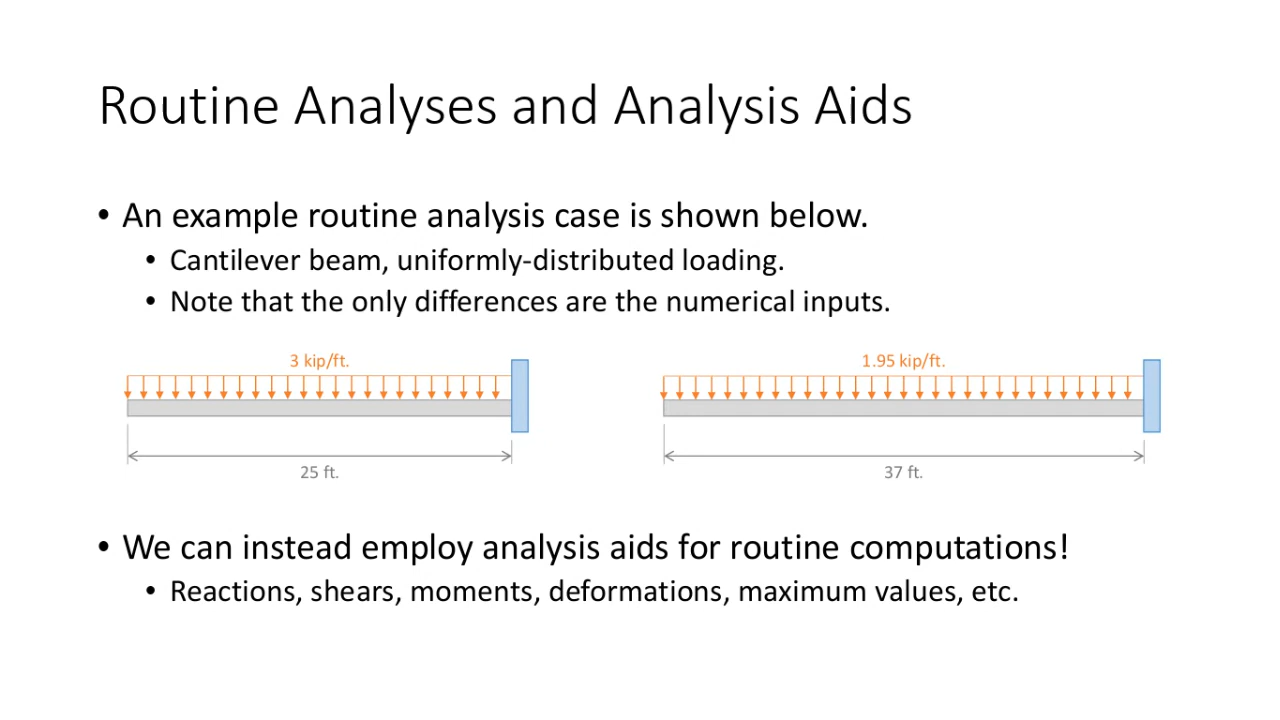 Routine Analyses and Analysis Aids
• An example routine analysis case is shown below.
• Cantilever beam, uniformly-distributed loading.
• Note that the only differences are the numerical inputs.
3 kip/ft.
1.95 kip/ft.
25 ft.
37 ft.
• We can instead employ analysis aids for routine computations!
• Reactions, shears, moments, deformations, maximum values, etc.